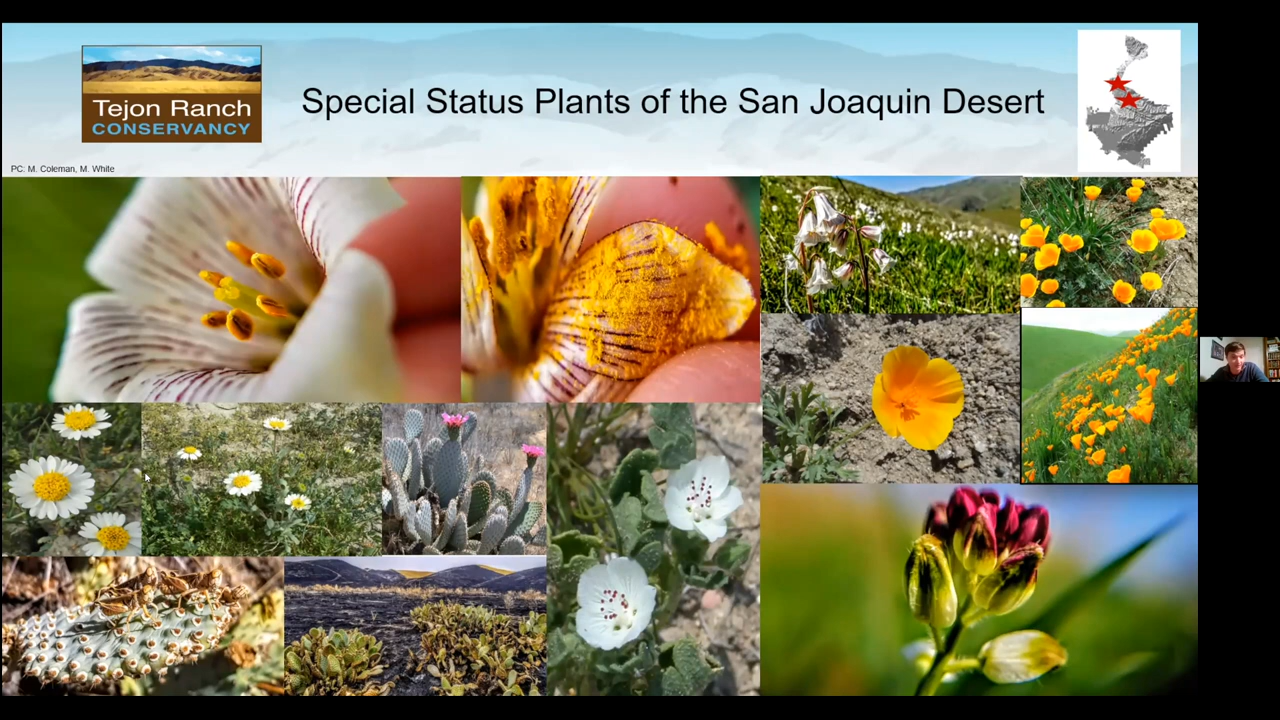 Tejon Ranch
CONSERVANCY
Special Status Plants of the San Joaquin Desert
PC: M. Coleman, M. White